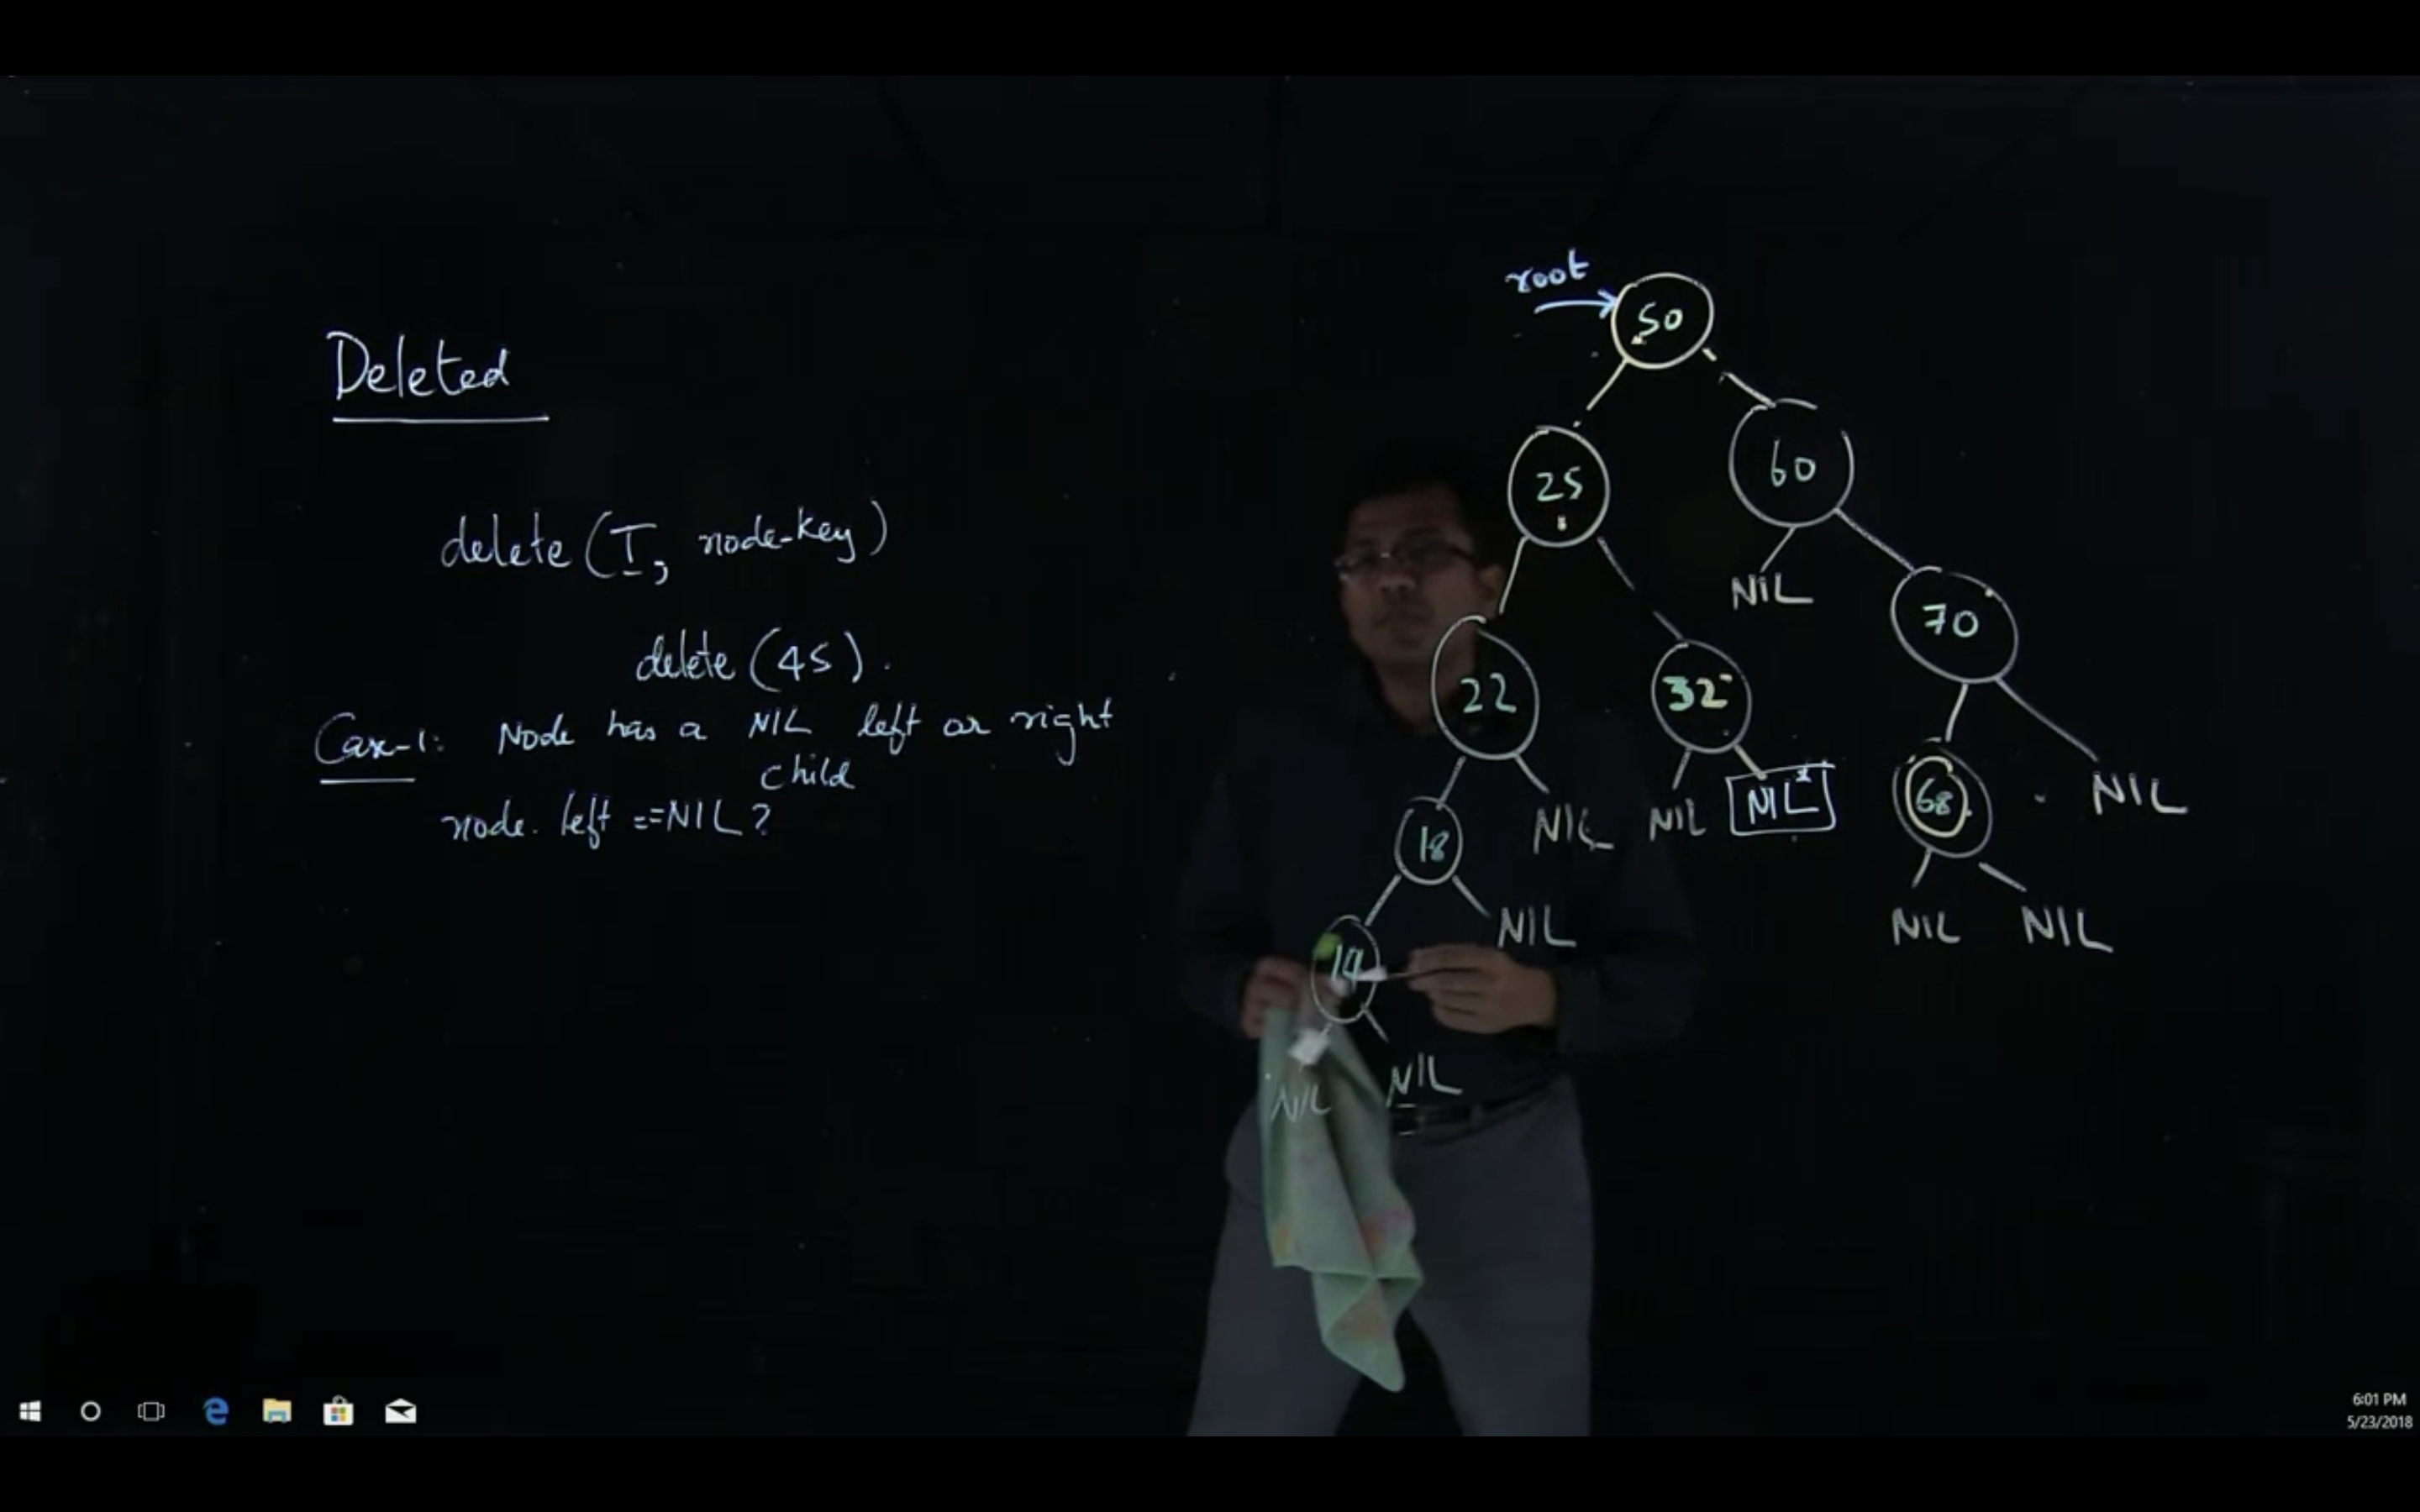 Deleted
delete (T, node-key)
delete (45).
Case-1: Node has a NIL left or right
child
node. left ==NIL?
root
50
25
60
NIL
70
22
32
NIL
NIL
NIL
68
NIL
18
NIL
NIL
NIL
14
NIL
NIL
6:01 PM
5/23/2018